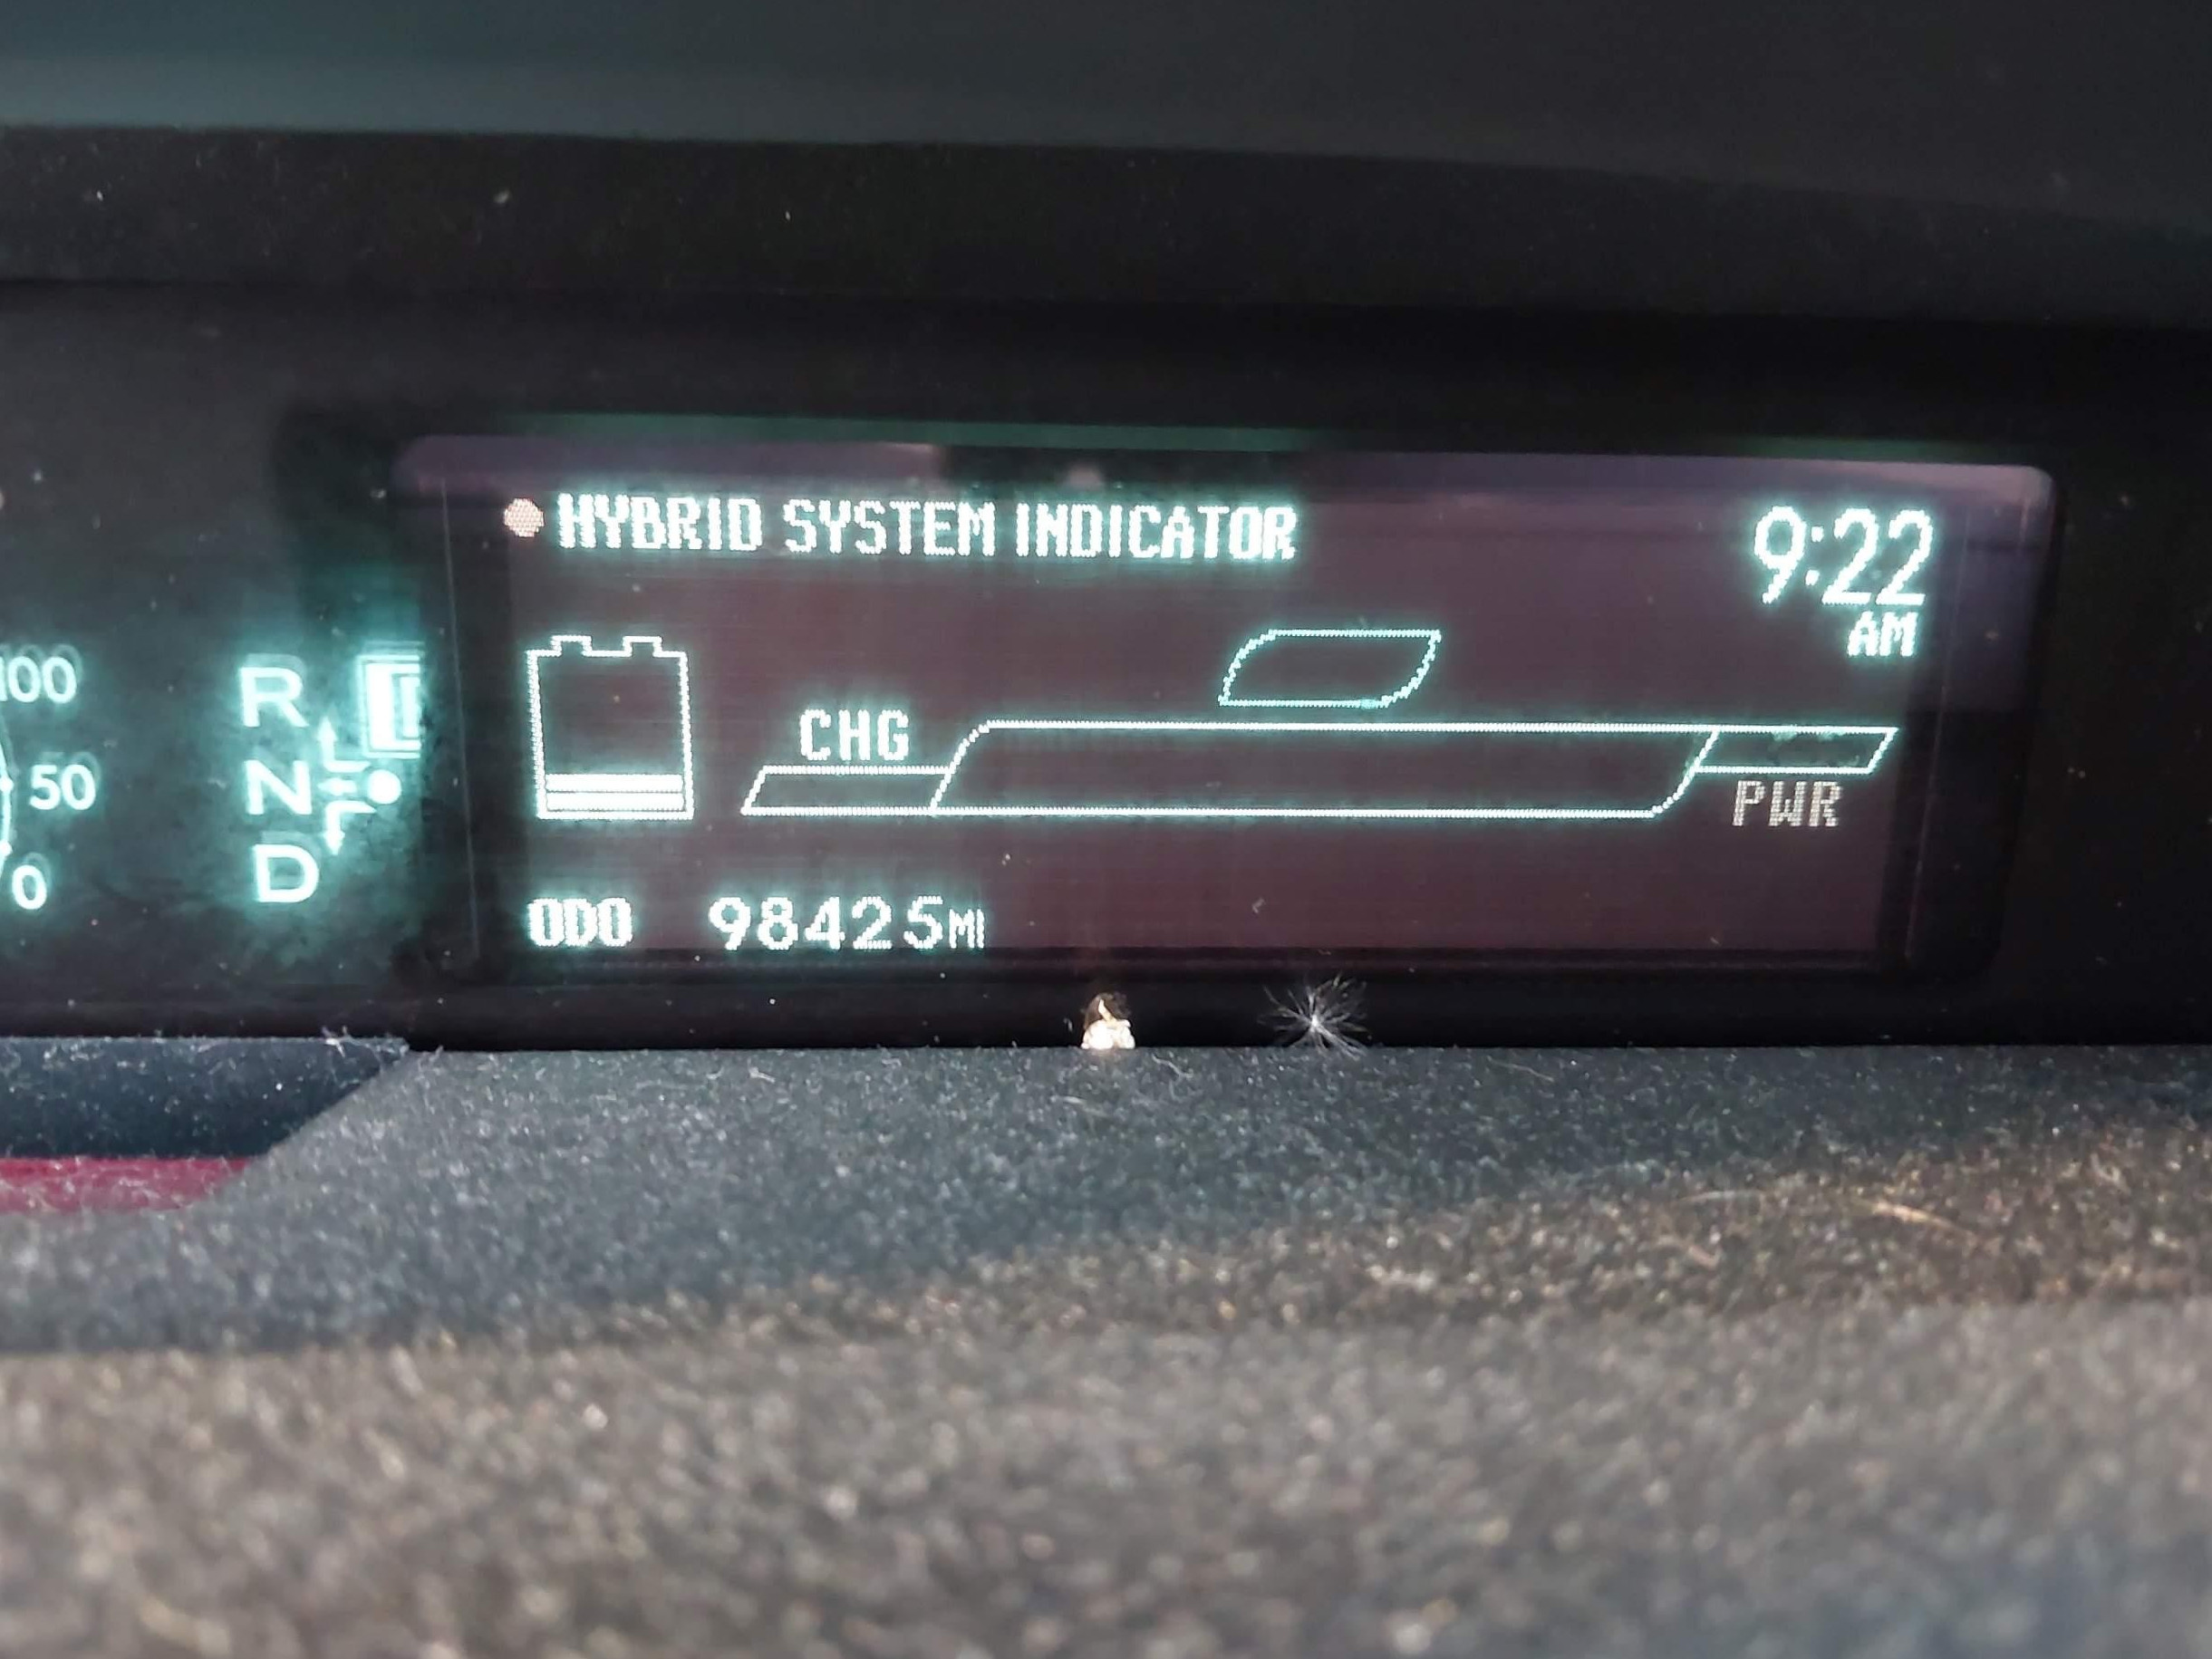 HYBRID SYSTEM INDICATOR
9:22
AM
100
R
CHG
50
N
PWR
D
0
ODO 98425MI